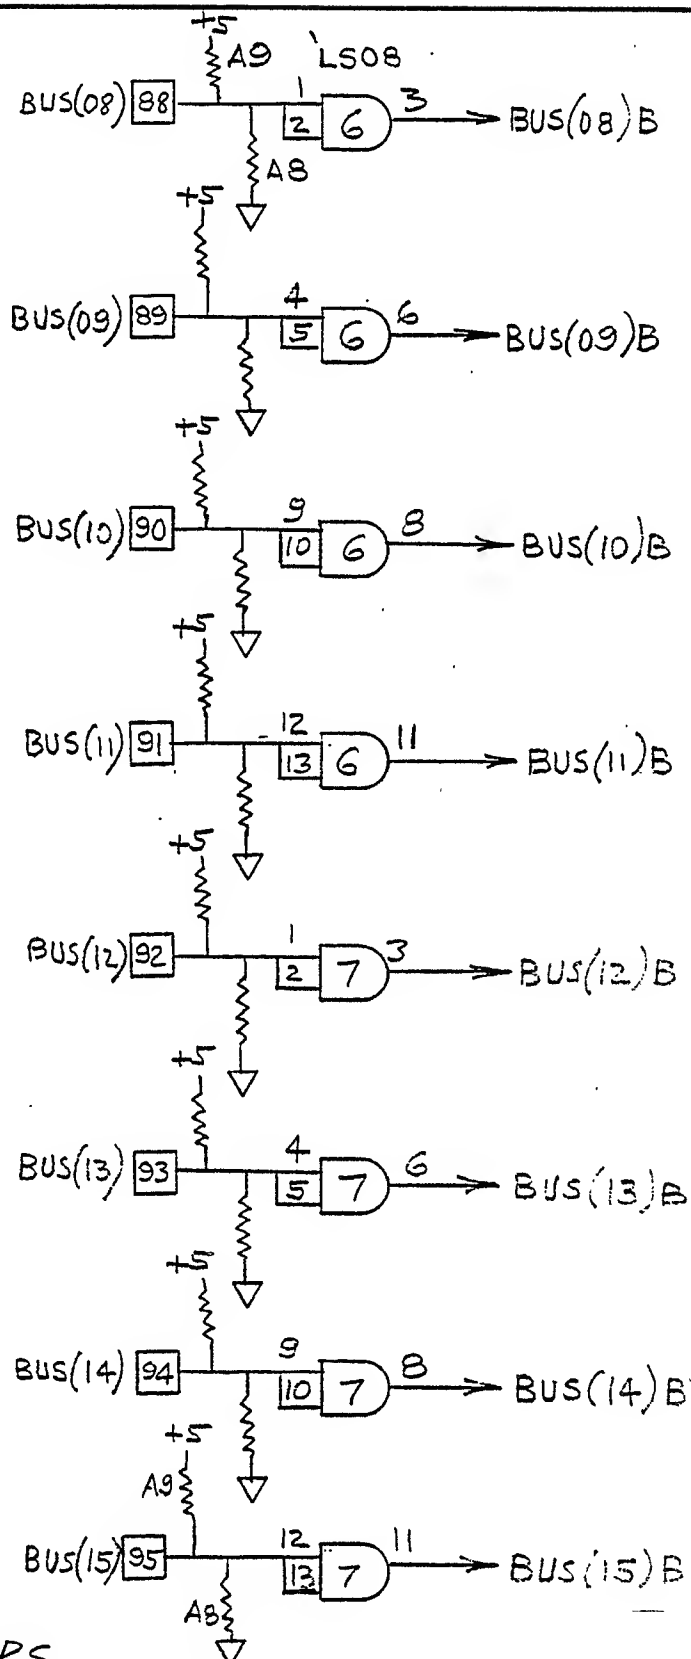 +5
A9 'LS08
BUS(08) 88 1 2 6 3 BUS(08)B
A8
+5
BUS(09) 89 4 5 6 6 BUS(09)B
+5
BUS(10) 90 9 10 6 8 BUS(10)B
+5
BUS(11) 91 12 13 6 11 BUS(11)B
+5
BUS(12) 92 1 2 7 3 BUS(12)B
+5
BUS(13) 93 4 5 7 6 BUS(13)B
+5
BUS(14) 94 9 10 7 8 BUS(14)B
+5
A9
BUS(15) 95 12 13 7 11 BUS(15)B
A8